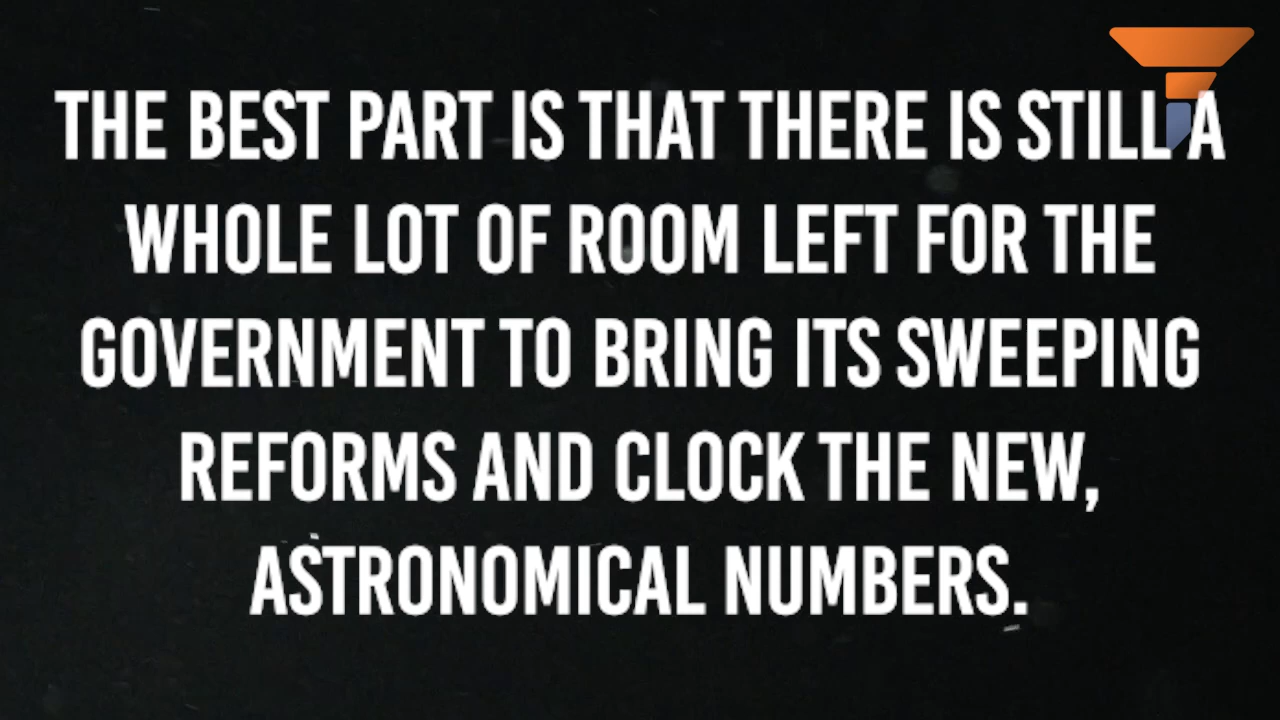 THE BEST PART IS THAT THERE IS STILL A
WHOLE LOT OF ROOM LEFT FOR THE
GOVERNMENT TO BRING ITS SWEEPING
REFORMS AND CLOCK THE NEW,
ASTRONOMICAL NUMBERS.